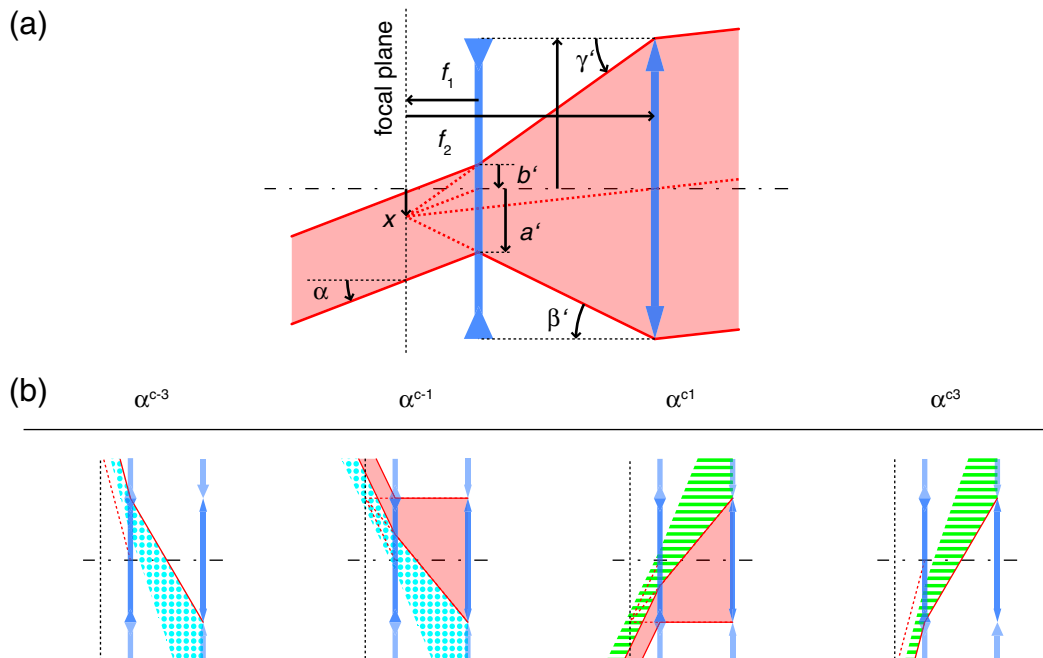 (a)
focal plane
f₁
f₂
γ‘
b‘
x
a‘
α
β‘
(b)
αᶜ⁻³ αᶜ⁻¹ αᶜ¹ αᶜ³